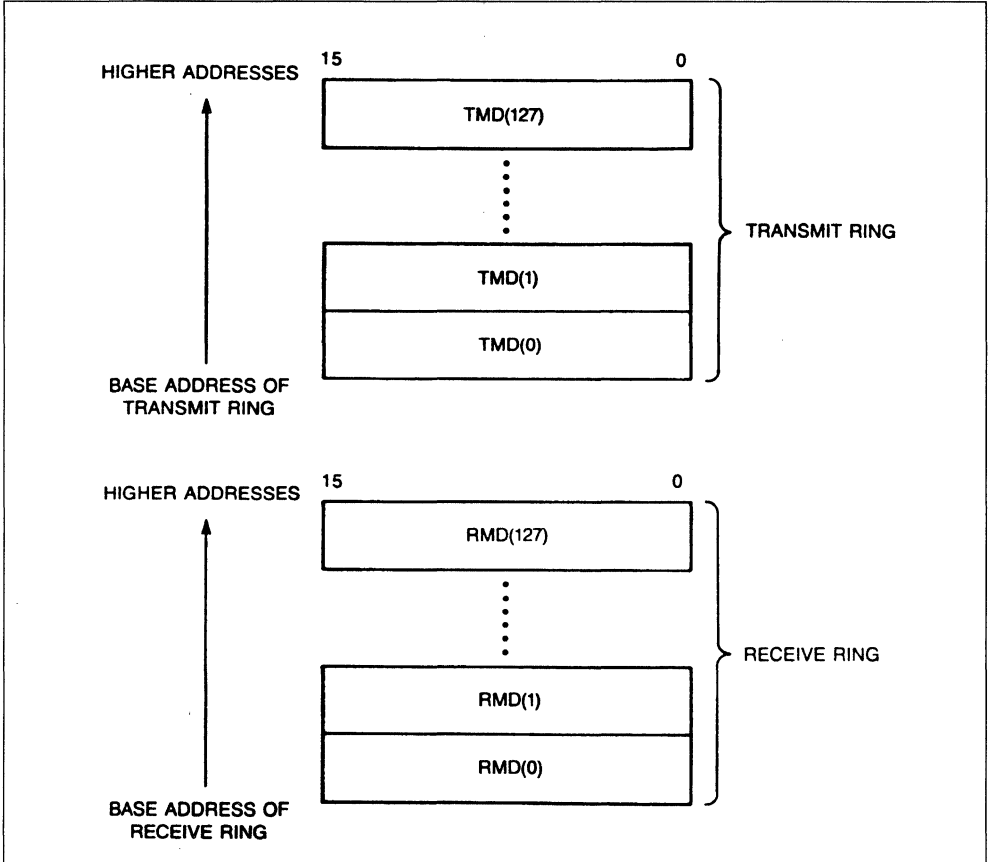 15 0
HIGHER ADDRESSES
TMD(127)
TRANSMIT RING
TMD(1)
TMD(0)
BASE ADDRESS OF
TRANSMIT RING
15 0
HIGHER ADDRESSES
RMD(127)
RECEIVE RING
RMD(1)
RMD(0)
BASE ADDRESS OF
RECEIVE RING